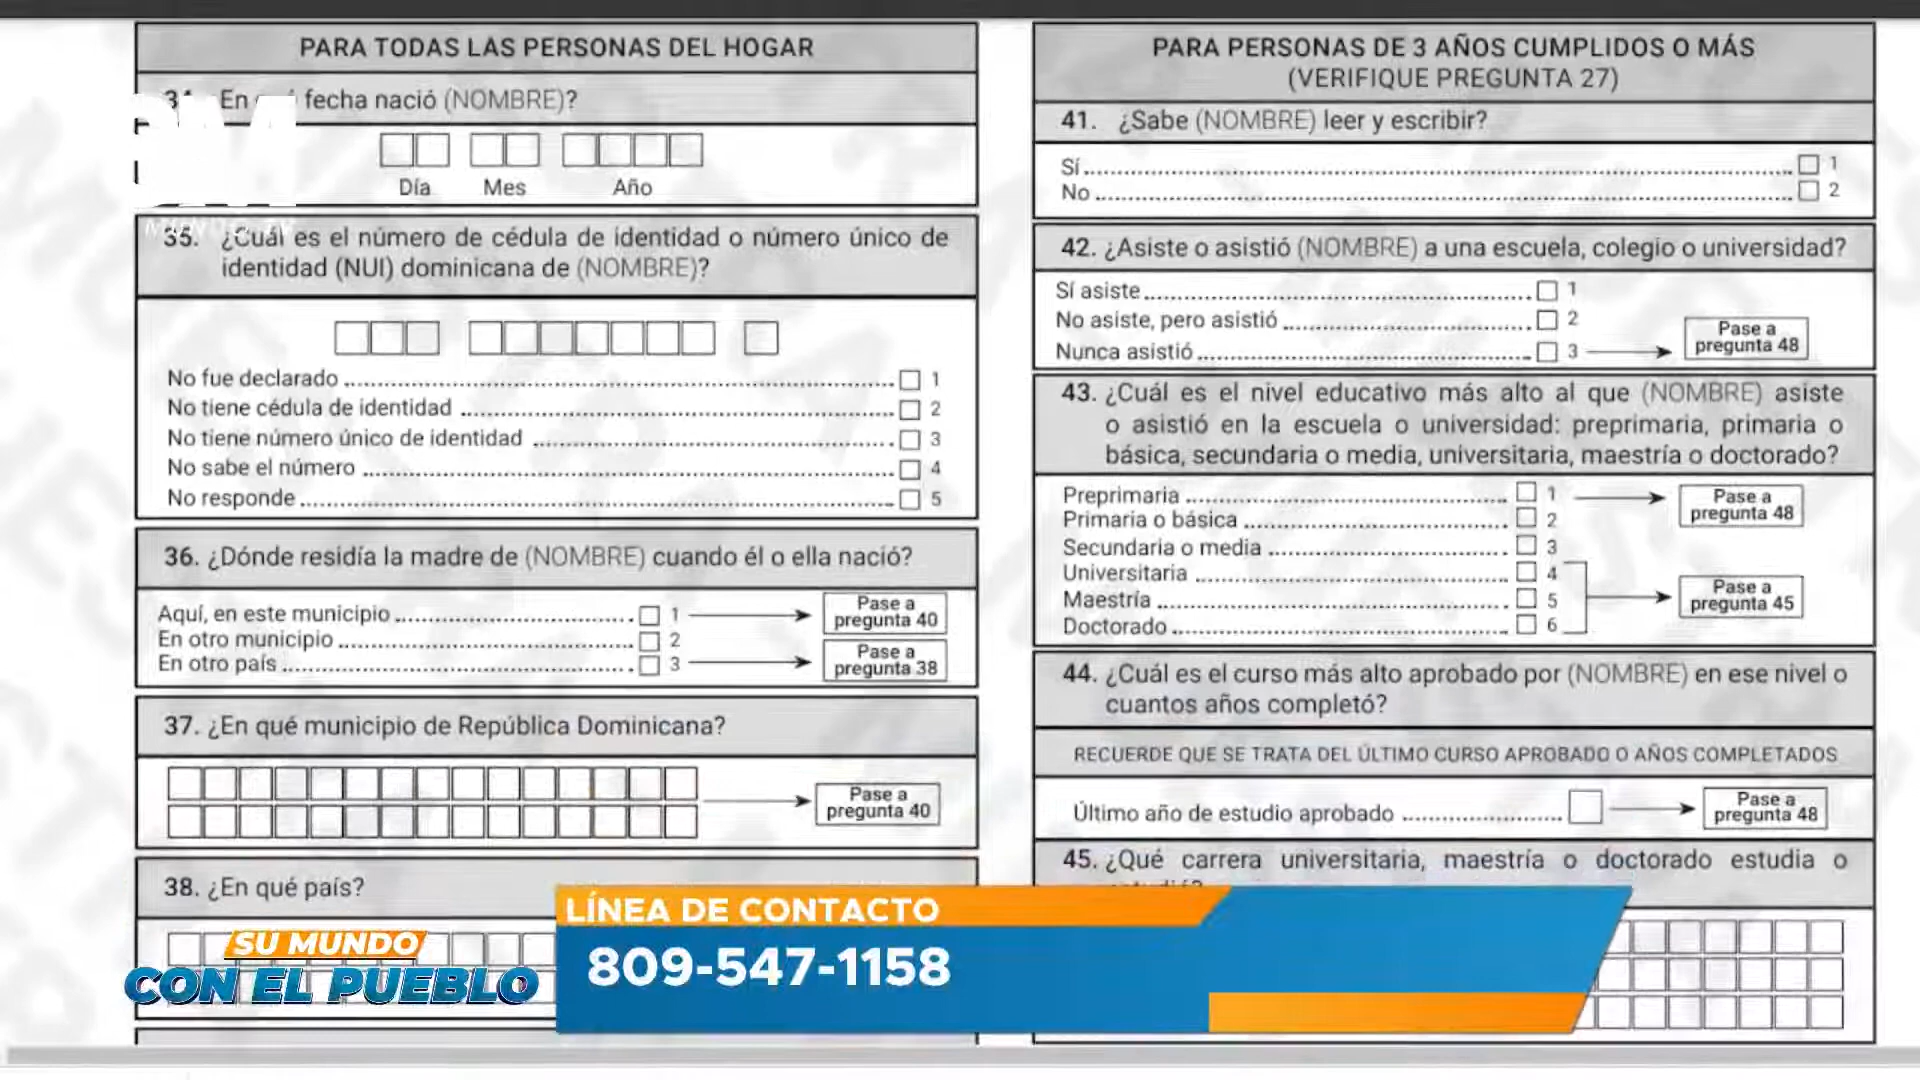 PARA TODAS LAS PERSONAS DEL HOGAR
34. ¿En fecha nació (NOMBRE)?
Día Mes Año
MUNDO TV
35. ¿Cuál es el número de cédula de identidad o número único de
identidad (NUI) dominicana de (NOMBRE)?
No fue declarado 1
No tiene cédula de identidad 2
No tiene número único de identidad 3
No sabe el número 4
No responde 5
36. ¿Dónde residía la madre de (NOMBRE) cuando él o ella nació?
Aquí, en este municipio 1
Pase a
pregunta 40
En otro municipio 2
En otro país 3
Pase a
pregunta 38
37. ¿En qué municipio de República Dominicana?
Pase a
pregunta 40
38. ¿En qué país?
PARA PERSONAS DE 3 AÑOS CUMPLIDOS O MÁS
(VERIFIQUE PREGUNTA 27)
41. ¿Sabe (NOMBRE) leer y escribir?
Sí 1
No 2
42. ¿Asiste o asistió (NOMBRE) a una escuela, colegio o universidad?
Sí asiste 1
No asiste, pero asistió 2
Nunca asistió 3
Pase a
pregunta 48
43. ¿Cuál es el nivel educativo más alto al que (NOMBRE) asiste
o asistió en la escuela o universidad: preprimaria, primaria o
básica, secundaria o media, universitaria, maestría o doctorado?
Preprimaria 1
Pase a
pregunta 48
Primaria o básica 2
Secundaria o media 3
Universitaria 4
Maestría 5
Doctorado 6
Pase a
pregunta 45
44. ¿Cuál es el curso más alto aprobado por (NOMBRE) en ese nivel o
cuantos años completó?
RECUERDE QUE SE TRATA DEL ÚLTIMO CURSO APROBADO O AÑOS COMPLETADOS
Último año de estudio aprobado
Pase a
pregunta 48
45. ¿Qué carrera universitaria, maestría o doctorado estudia o
SU MUNDO
CON EL PUEBLO
LÍNEA DE CONTACTO
809-547-1158